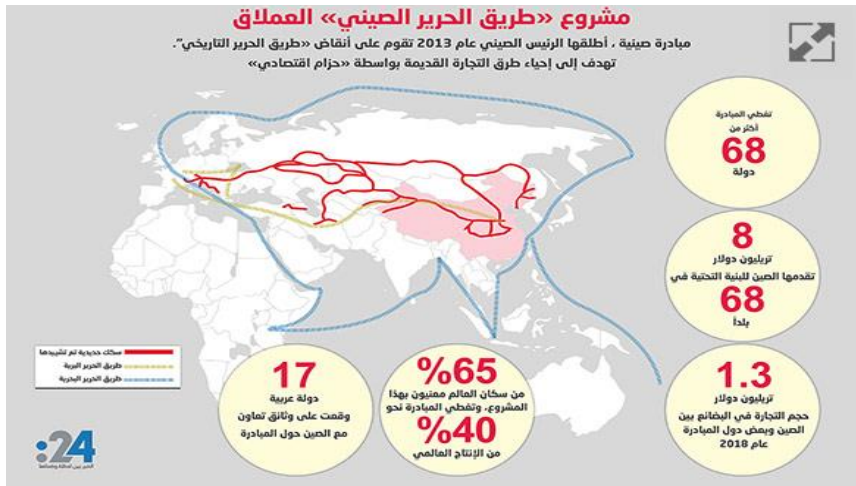 مشروع «طريق الحرير الصيني» العملاق
مبادرة صينية ، أطلقها الرئيس الصيني عام 2013 تقوم على أنقاض «طريق الحرير التاريخي".
تهدف إلى إحياء طرق التجارة القديمة بواسطة «حزام اقتصادي»
تغطي المبادرة
أكثر من
68
دولة
8
تريليون دولار
تقدمها الصين للبنية التحتية في
68
بلداً
1.3
تريليون دولار
حجم التجارة في البضائع بين
الصين وبعض دول المبادرة
عام 2018
%65
من سكان العالم معنيون بهذا
المشروع، وتغطي المبادرة نحو
%40
من الإنتاج العالمي
17
دولة عربية
وقعت على وثائق تعاون
مع الصين حول المبادرة
سكك حديدية تم تشييدها
طريق الحرير البرية
طريق الحرير البحرية
24: